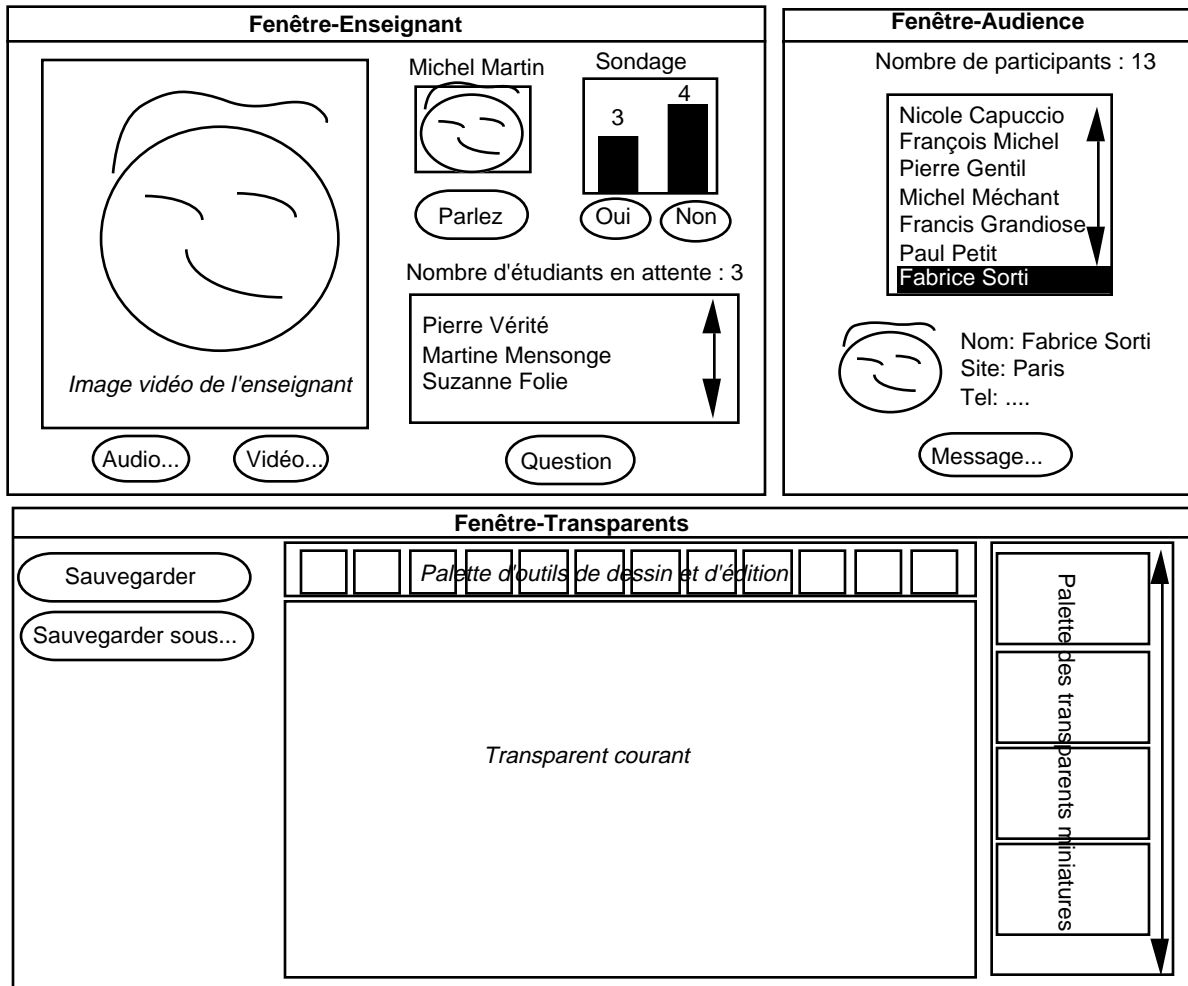 Fenêtre-Enseignant
Michel Martin
Sondage
3
4
Parlez
Oui
Non
Nombre d'étudiants en attente : 3
Pierre Vérité
Martine Mensonge
Suzanne Folie
Image vidéo de l'enseignant
Audio...
Vidéo...
Question
Fenêtre-Audience
Nombre de participants : 13
Nicole Capuccio
François Michel
Pierre Gentil
Michel Méchant
Francis Grandiose
Paul Petit
Fabrice Sorti
Nom: Fabrice Sorti
Site: Paris
Tel: ....
Message...
Fenêtre-Transparents
Sauvegarder
Sauvegarder sous...
Palette d'outils de dessin et d'édition
Transparent courant
Palette des transparents miniatures